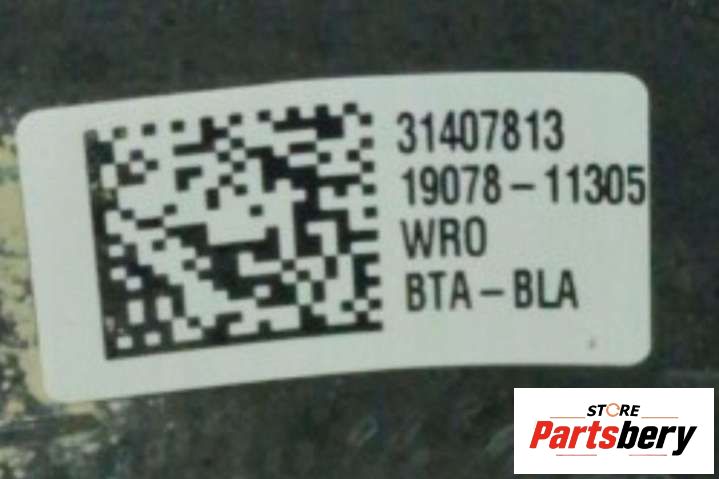 31407813
19078-11305
WRO
BTA-BLA
STORE
Partsbery